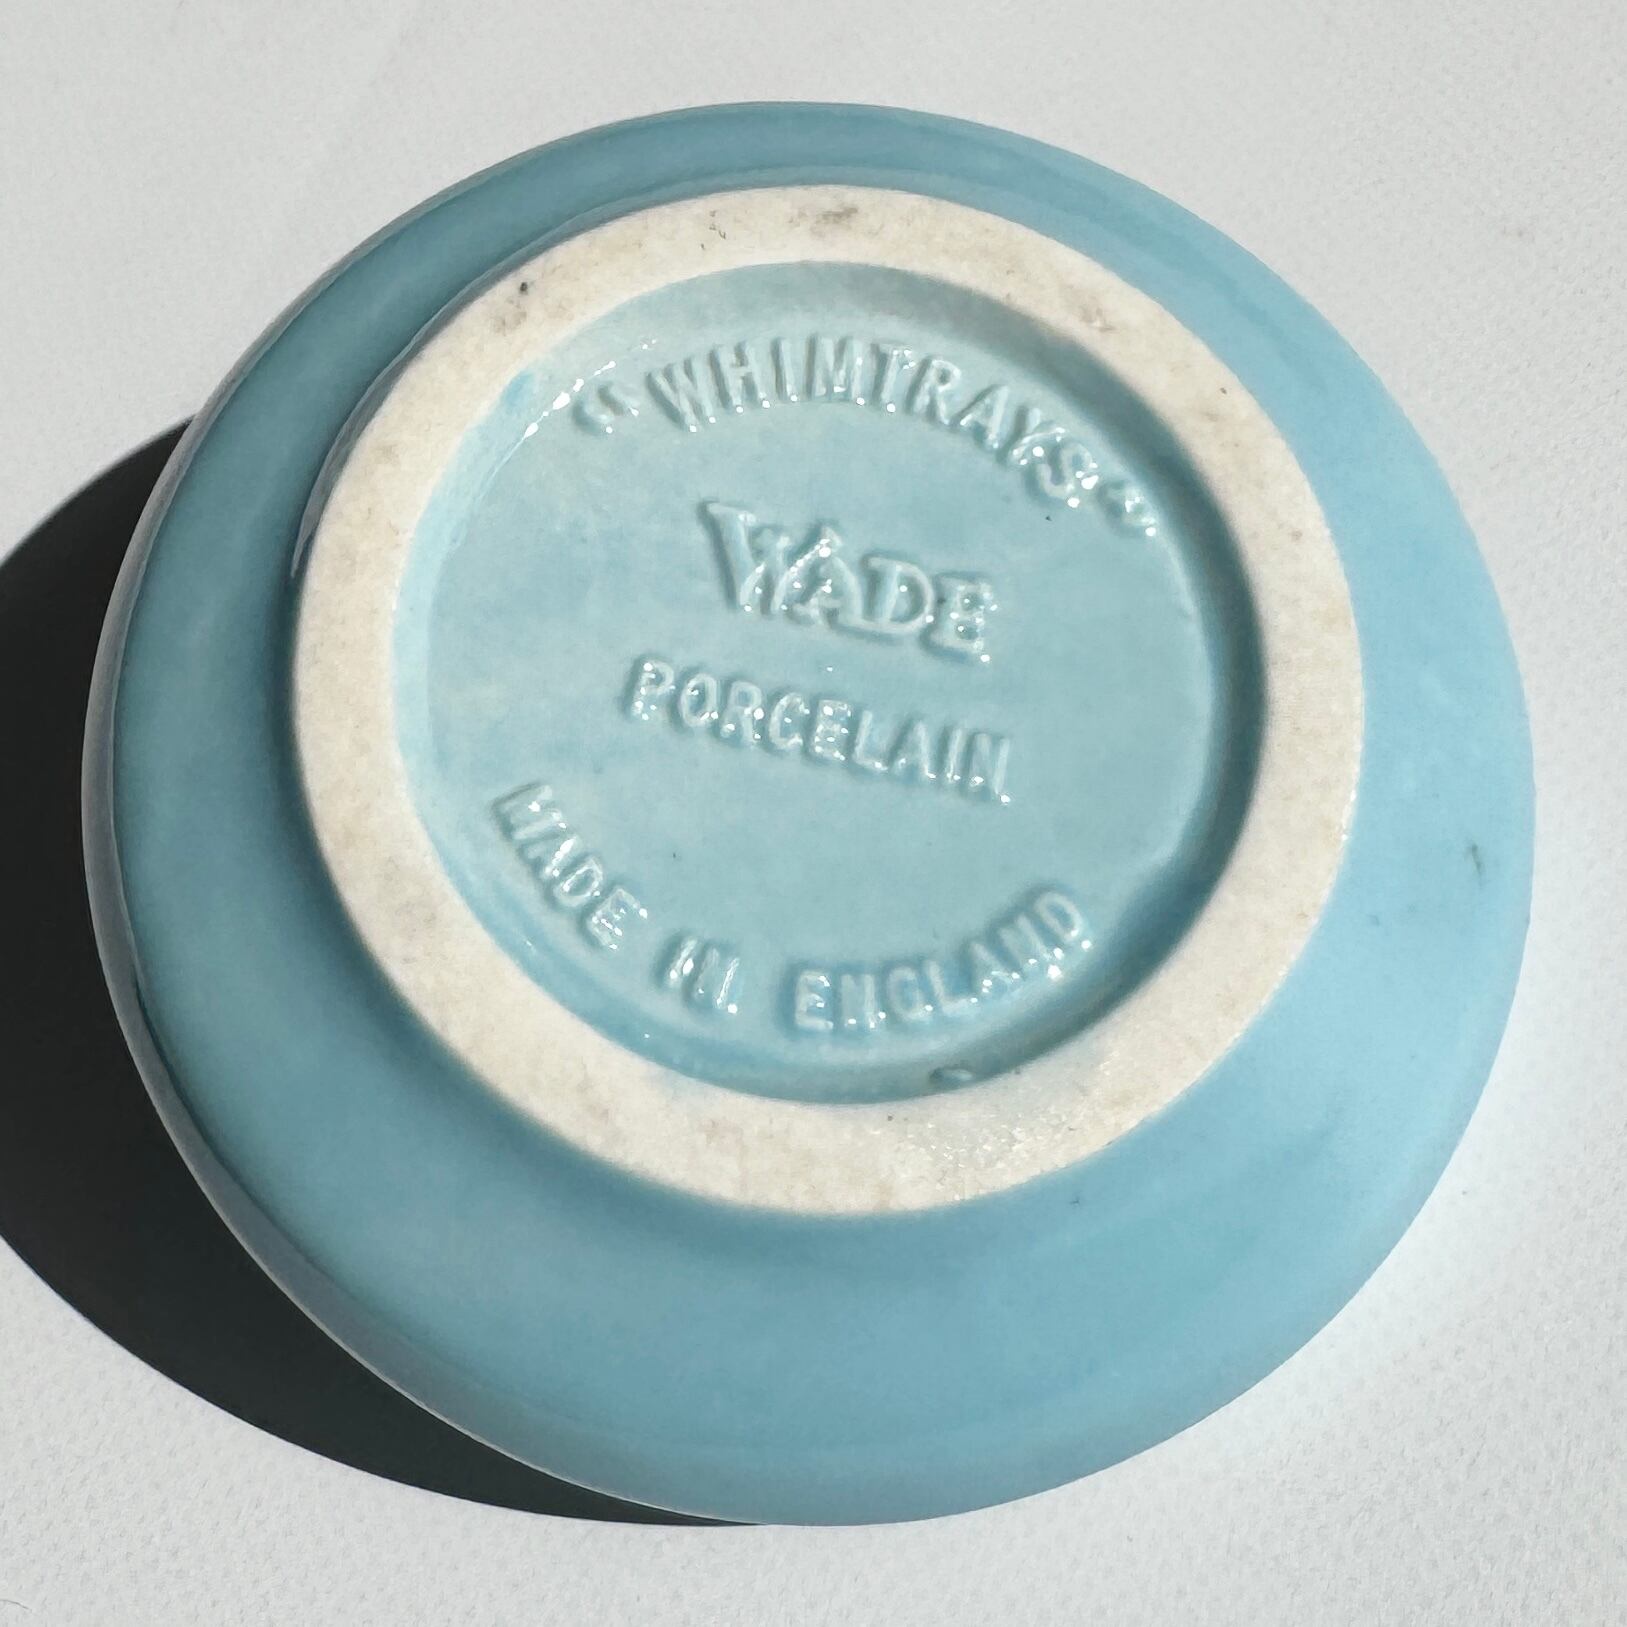 "WHIMTRAYS"
WADE
PORCELAIN
MADE IN ENGLAND